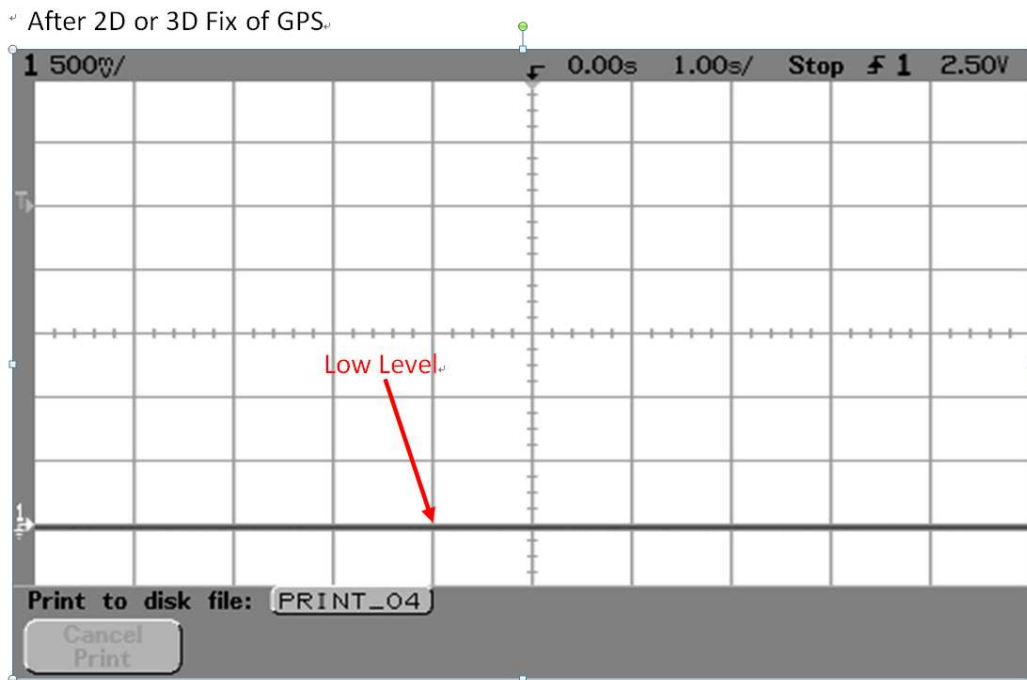 After 2D or 3D Fix of GPS
1 500mV/ 0.00s 1.00s/ Stop 1 2.50V
T
Low Level
1
Print to disk file: PRINT_04
Cancel
Print